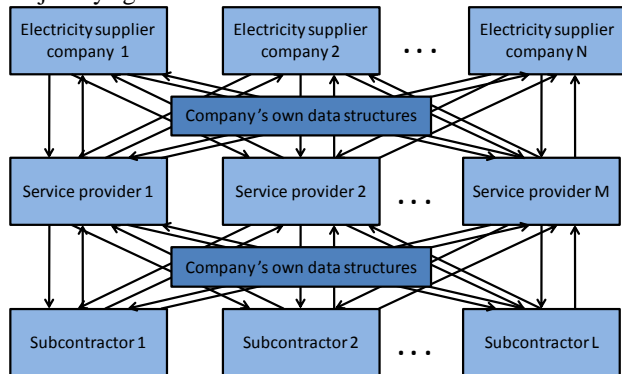 Electricity supplier
company 1
Electricity supplier
company 2
...
Electricity supplier
company N
Company's own data structures
Service provider 1
Service provider 2
...
Service provider M
Company's own data structures
Subcontractor 1
Subcontractor 2
...
Subcontractor L